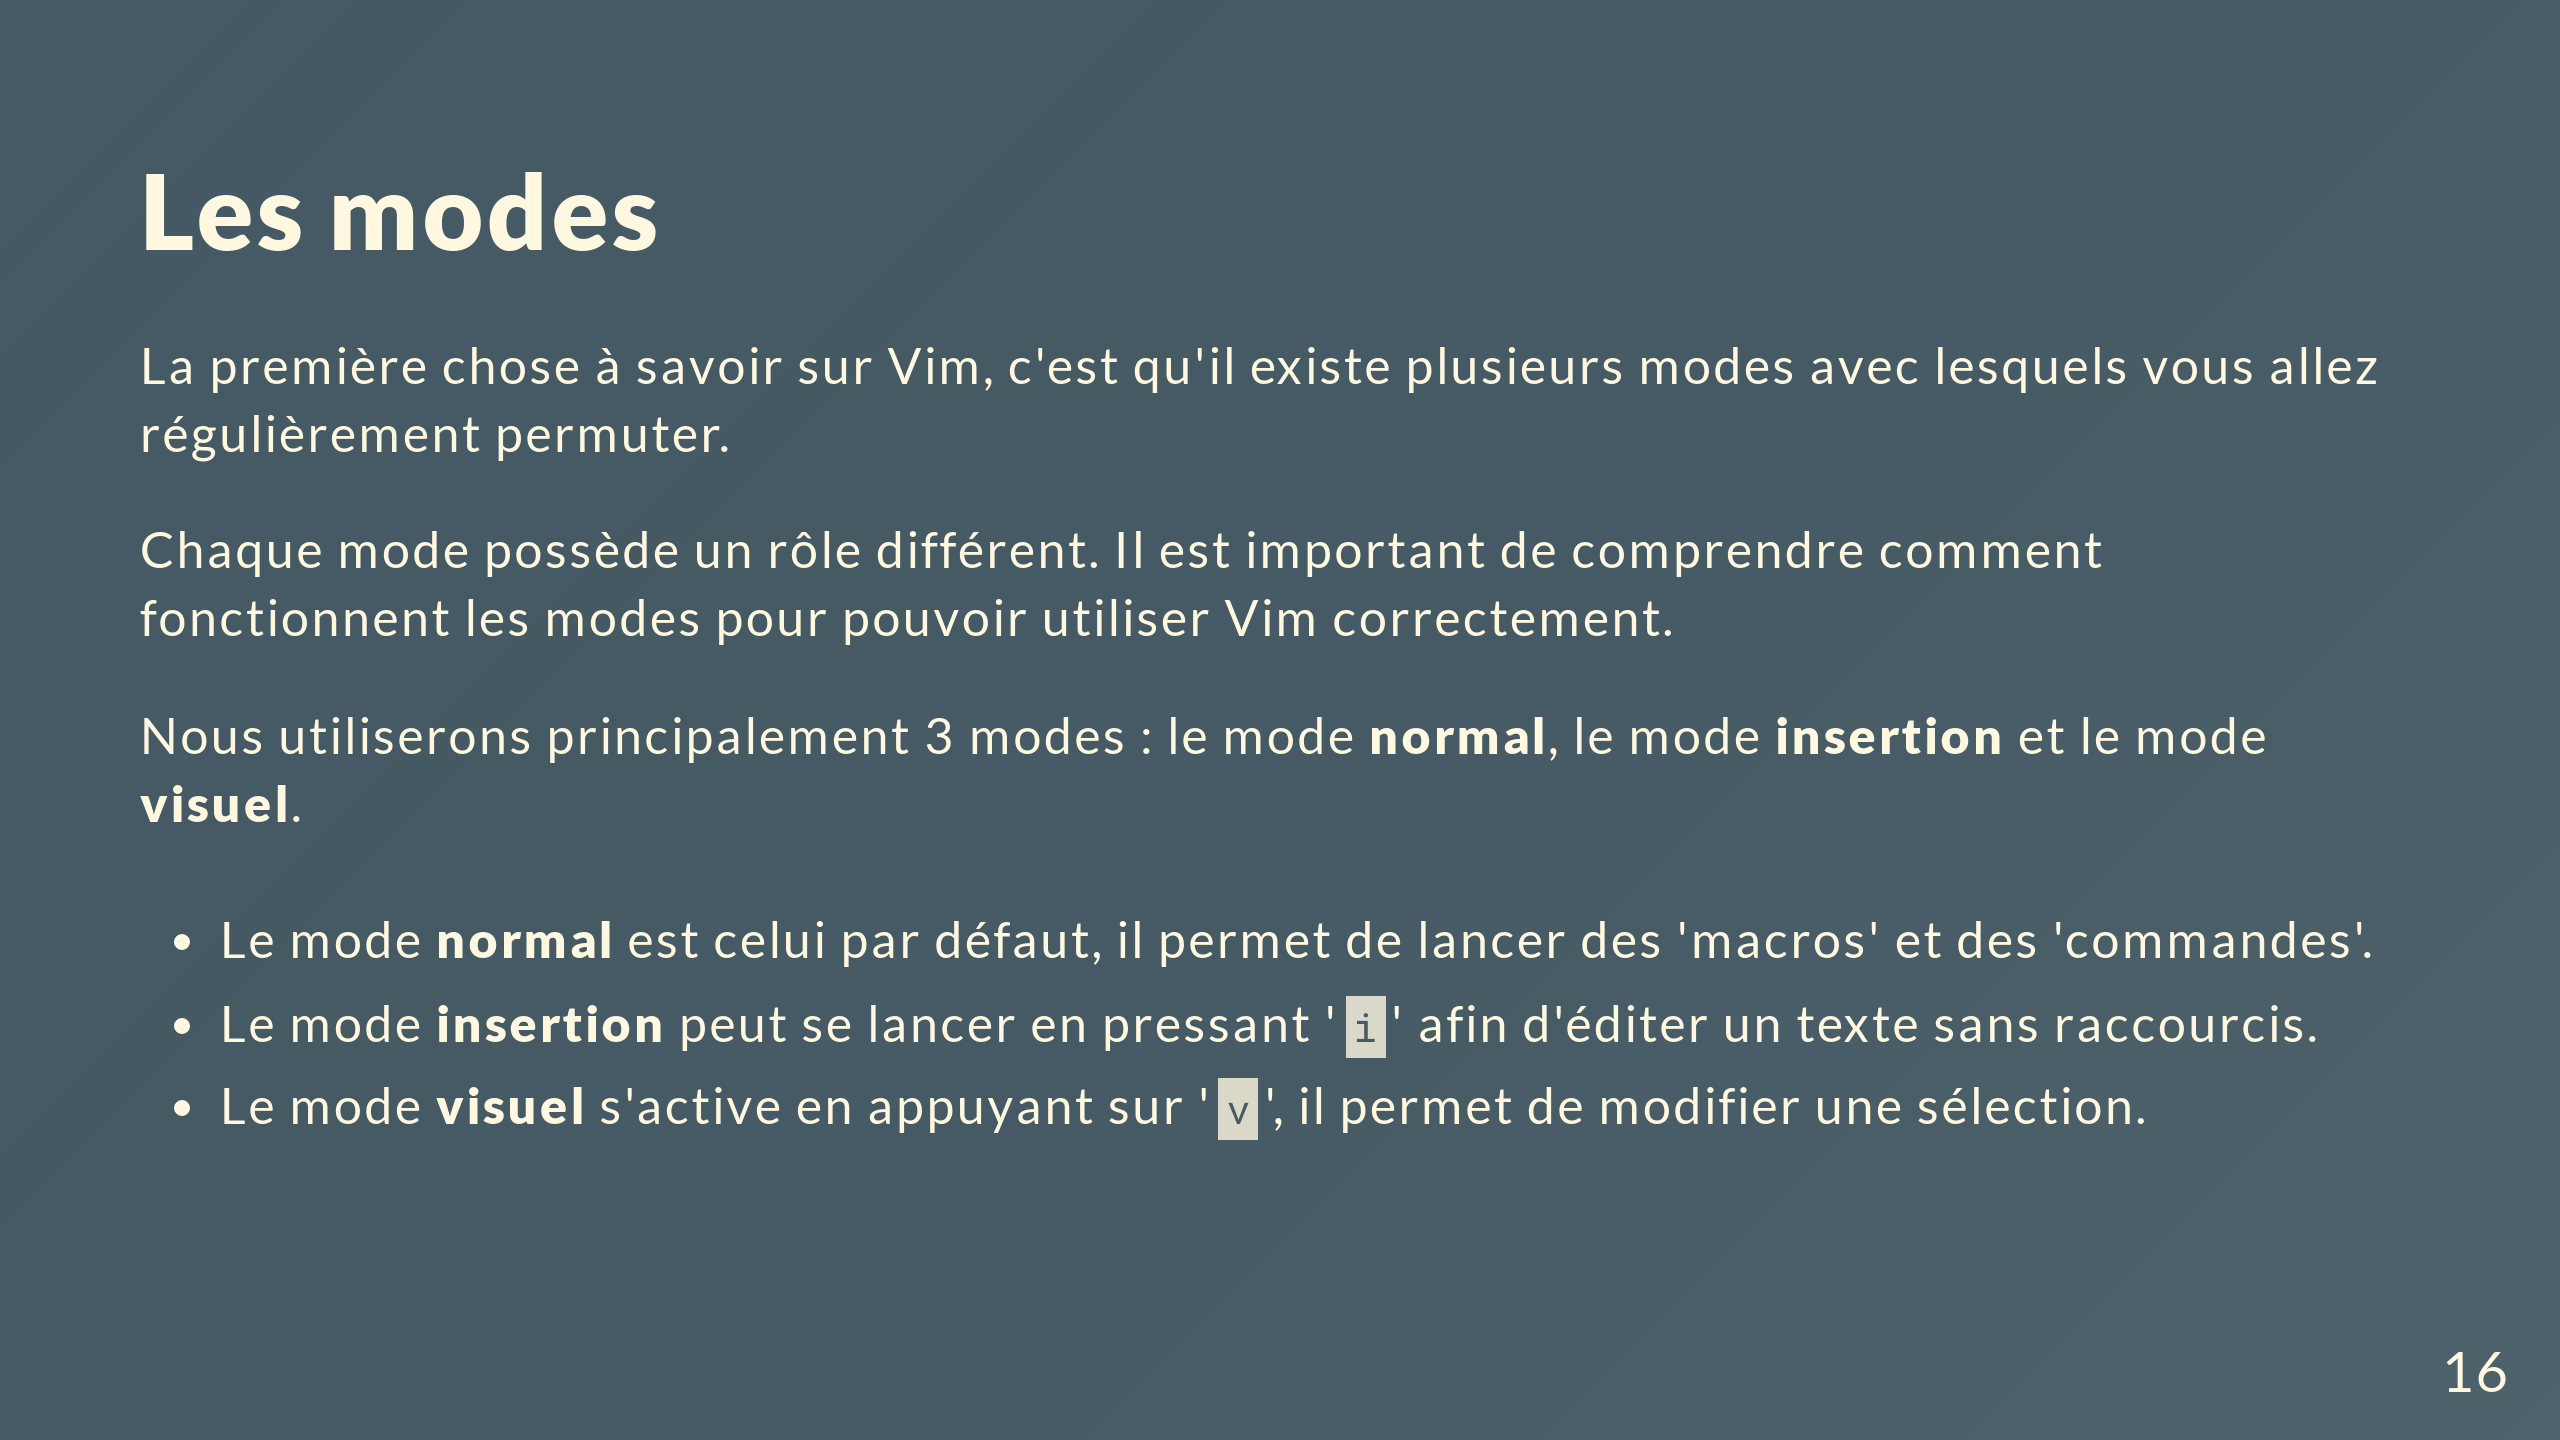 Les modes
La première chose à savoir sur Vim, c'est qu'il existe plusieurs modes avec lesquels vous allez
régulièrement permuter.
Chaque mode possède un rôle différent. Il est important de comprendre comment
fonctionnent les modes pour pouvoir utiliser Vim correctement.
Nous utiliserons principalement 3 modes : le mode normal, le mode insertion et le mode
visuel.
• Le mode normal est celui par défaut, il permet de lancer des 'macros' et des 'commandes'.
• Le mode insertion peut se lancer en pressant ' i ' afin d'éditer un texte sans raccourcis.
• Le mode visuel s'active en appuyant sur ' v ', il permet de modifier une sélection.
16